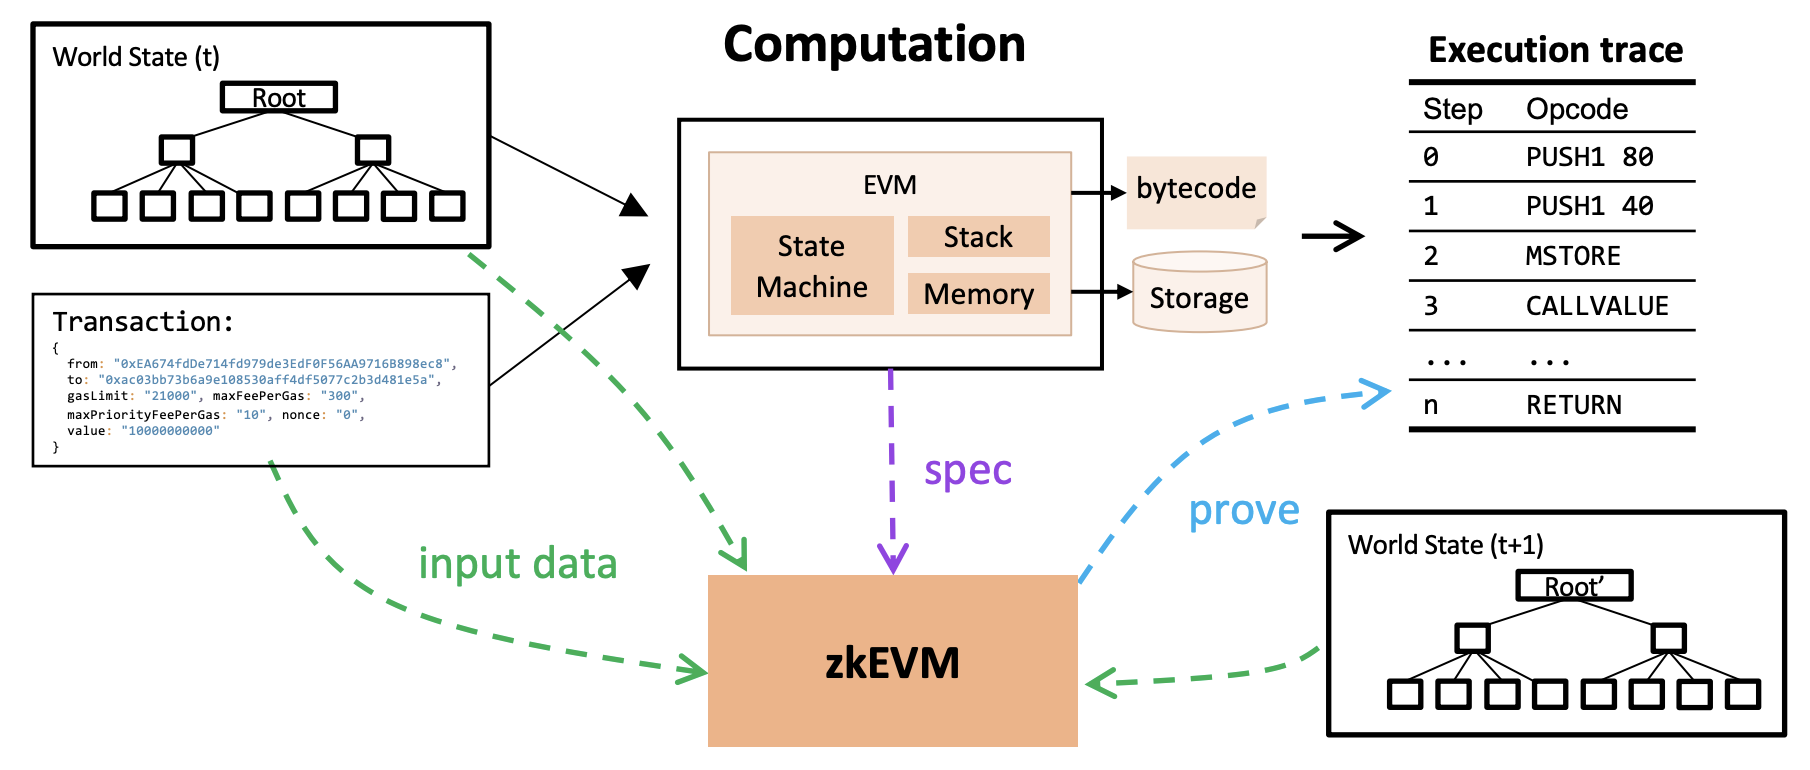 World State (t)
Root
Transaction:
{
from: "0xEA674fdDe714fd979de3EdF0F56AA9716B898ec8",
to: "0xac03bb73b6a9e108530aff4df5077c2b3d481e5a",
gasLimit: "21000", maxFeePerGas: "300",
maxPriorityFeePerGas: "10", nonce: "0",
value: "10000000000"
}
Computation
EVM
State
Machine
Stack
Memory
bytecode
Storage
Execution trace
Step Opcode
0 PUSH1 80
1 PUSH1 40
2 MSTORE
3 CALLVALUE
... ...
n RETURN
input data
spec
prove
zkEVM
World State (t+1)
Root’